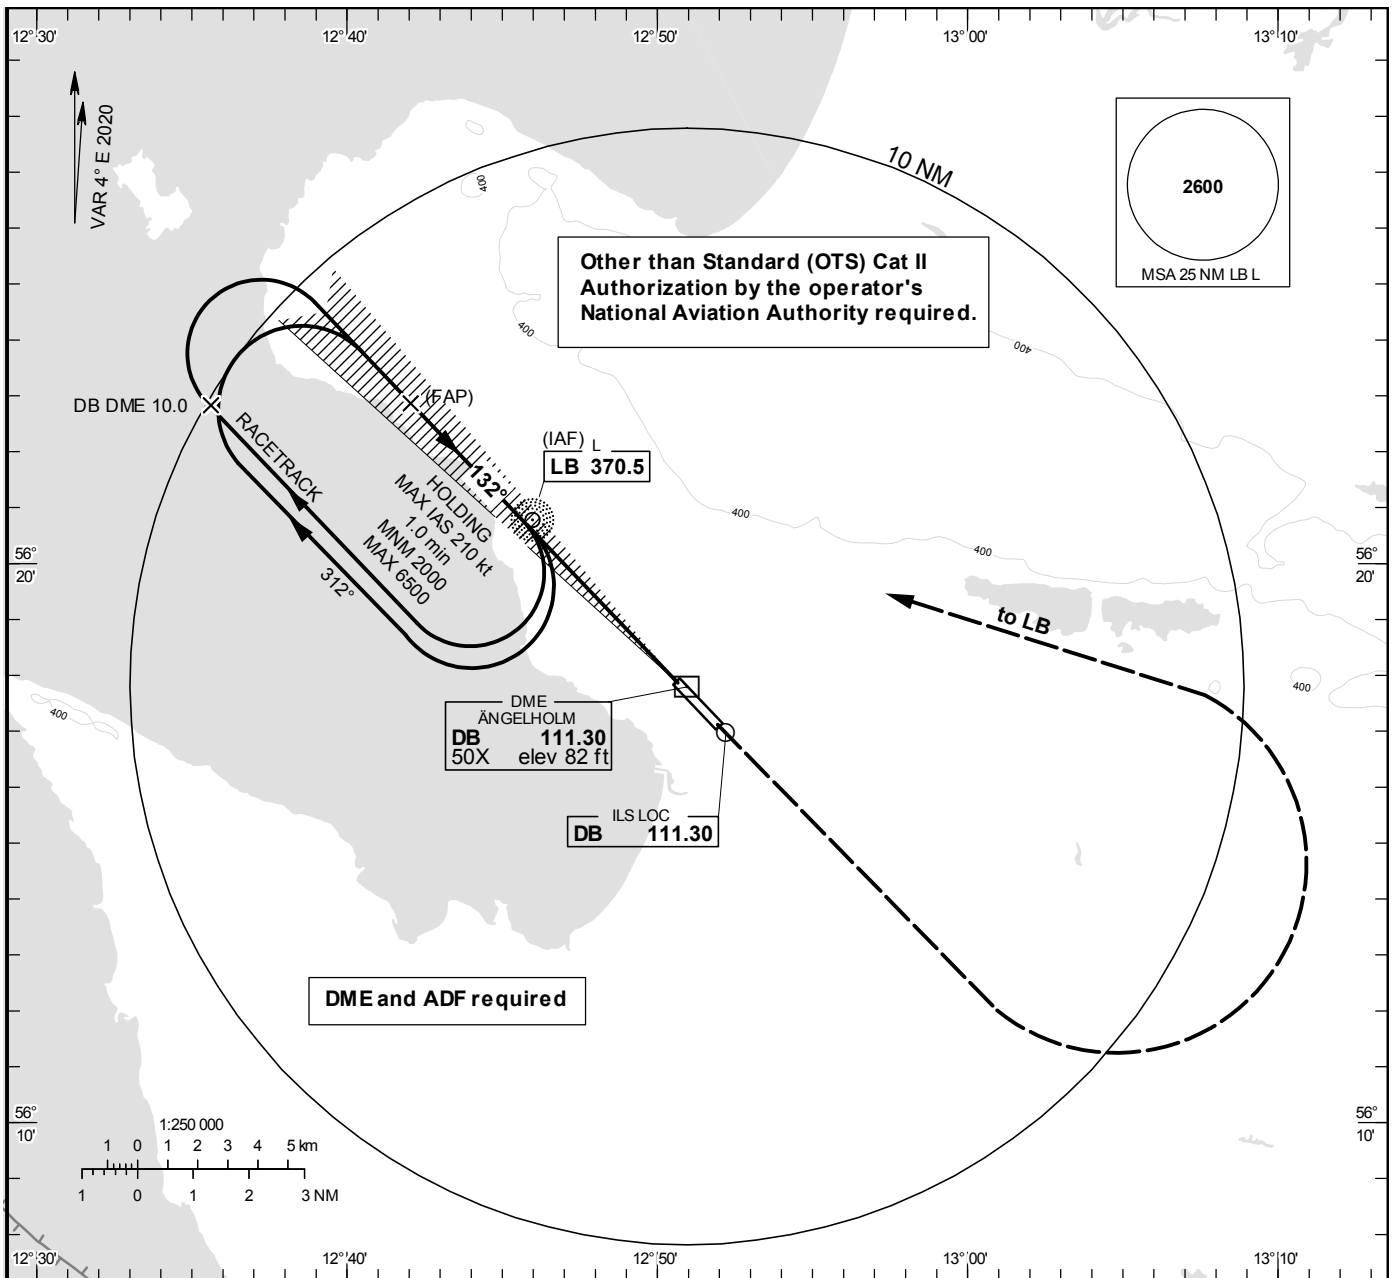 12°30'
12°40'
12°50'
13°00'
13°10'
VAR 4° E 2020
10 NM
2600
MSA 25 NM LB L
Other than Standard (OTS) Cat II
Authorization by the operator's
National Aviation Authority required.
400
400
400
DB DME 10.0
(FAP)
RACETRACK
132°
(IAF) L
LB 370.5
HOLDING
MAX IAS 210 kt
1.0 min
MNM 2000
MAX 6500
312°
400
400
56°
20'
56°
20'
to LB
400
400
DME
ÄNGELHOLM
DB 111.30
50X elev 82 ft
ILS LOC
DB 111.30
DME and ADF required
56°
10'
56°
10'
1:250 000
1 0 1 2 3 4 5 km
1 0 1 2 3 NM
12°30'
12°40'
12°50'
13°00'
13°10'